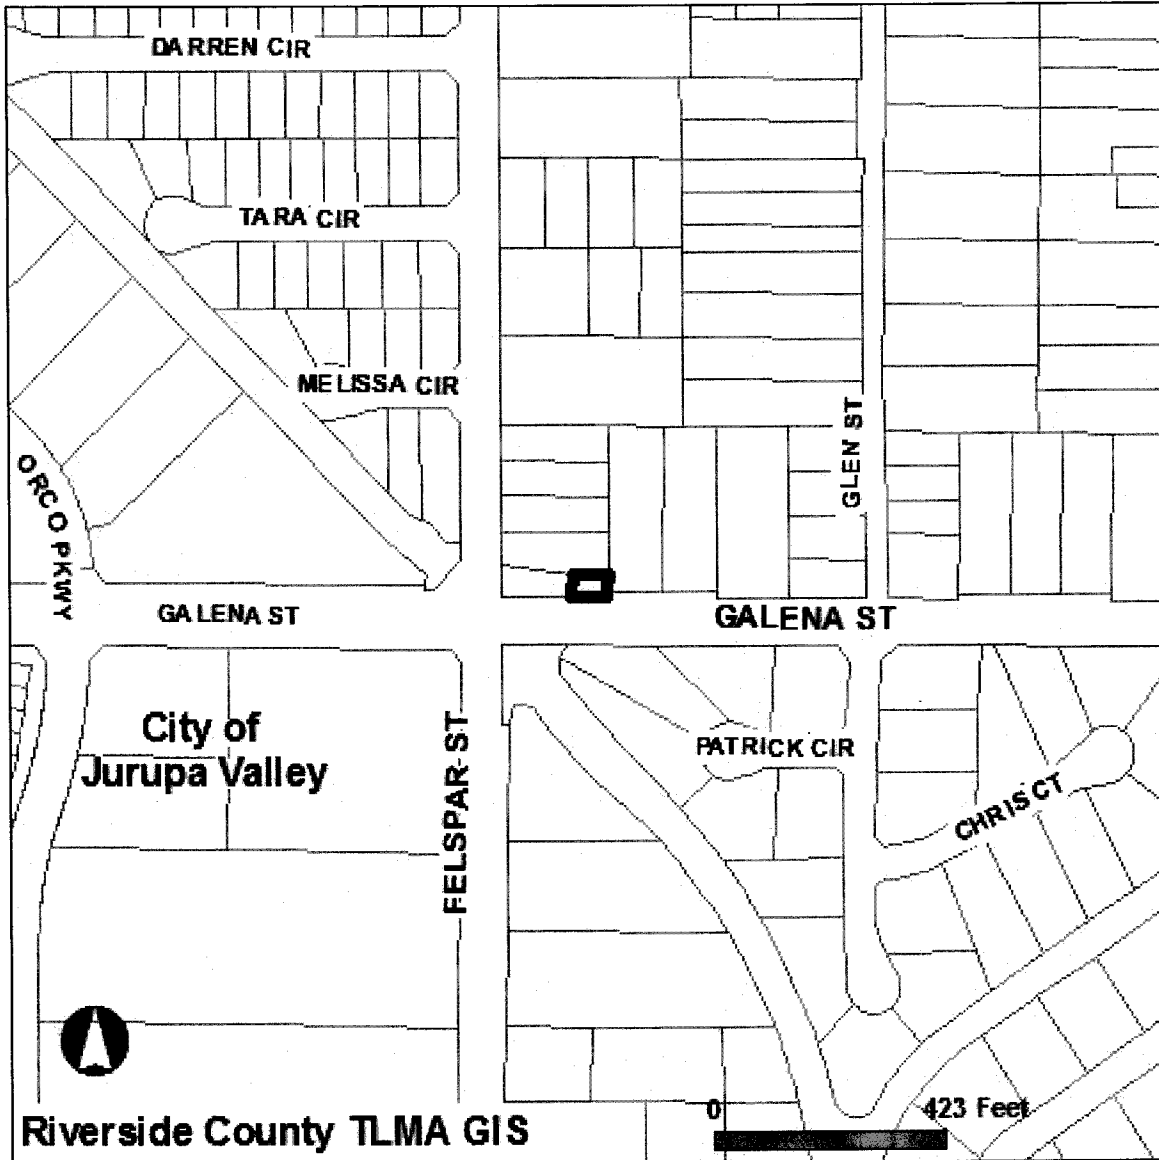 DARREN CIR
TARA CIR
MELISSA CIR
GLEN ST
ORCO PKWY
GALENA ST
GALENA ST
City of
Jurupa Valley
FELSPAR ST
PATRICK CIR
CHRIS CT
0
423 Feet
Riverside County TLMA GIS